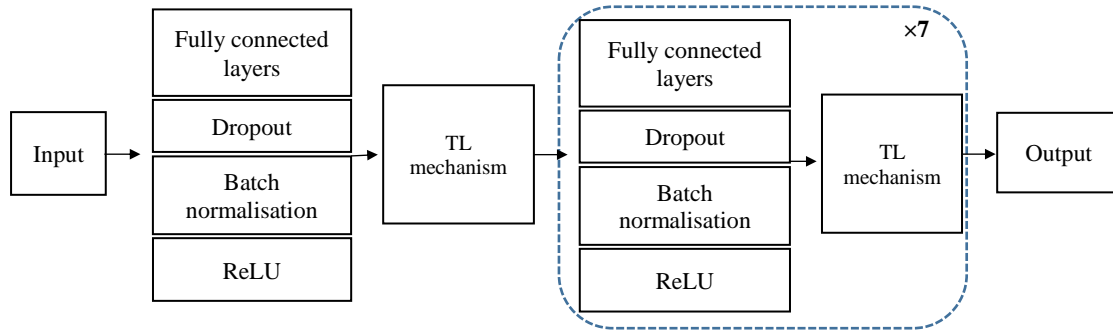 Input
Fully connected
layers
Dropout
Batch
normalisation
ReLU
TL
mechanism
×7
Fully connected
layers
Dropout
Batch
normalisation
ReLU
TL
mechanism
Output